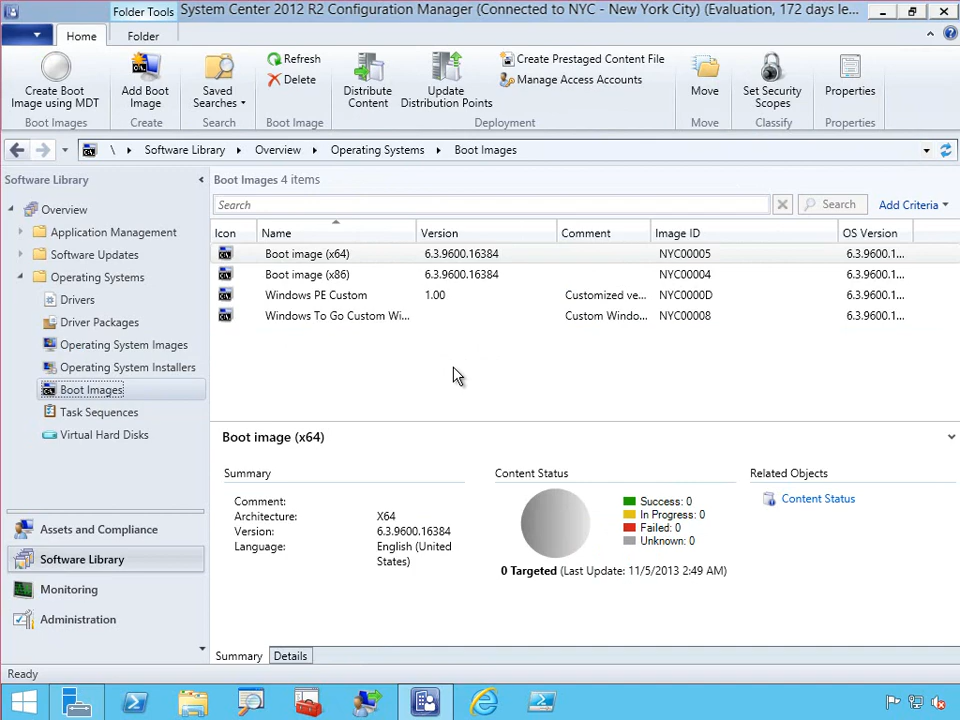 Folder Tools
System Center 2012 R2 Configuration Manager (Connected to NYC - New York City) (Evaluation, 172 days le...
Home
Folder
Create Boot
Image using MDT
Add Boot
Image
Saved
Searches
Refresh
Delete
Distribute
Content
Update
Distribution Points
Create Prestaged Content File
Manage Access Accounts
Move
Set Security
Scopes
Properties
Boot Images
Create
Search
Boot Image
Deployment
Move
Classify
Properties
\ Software Library Overview Operating Systems Boot Images
Software Library
Boot Images 4 items
Search
Search
Add Criteria
Overview
Application Management
Software Updates
Operating Systems
Drivers
Driver Packages
Operating System Images
Operating System Installers
Boot Images
Task Sequences
Virtual Hard Disks
Icon Name Version Comment Image ID OS Version
Boot image (x64) 6.3.9600.16384 NYC00005 6.3.9600.1...
Boot image (x86) 6.3.9600.16384 NYC00004 6.3.9600.1...
Windows PE Custom 1.00 Customized ve... NYC0000D 6.3.9600.1...
Windows To Go Custom Wi... Custom Windo... NYC00008 6.3.9600.1...
Boot image (x64)
Summary
Comment:
Architecture: X64
Version: 6.3.9600.16384
Language: English (United
States)
Content Status
Success: 0
In Progress: 0
Failed: 0
Unknown: 0
0 Targeted (Last Update: 11/5/2013 2:49 AM)
Related Objects
Content Status
Assets and Compliance
Software Library
Monitoring
Administration
Summary
Details
Ready